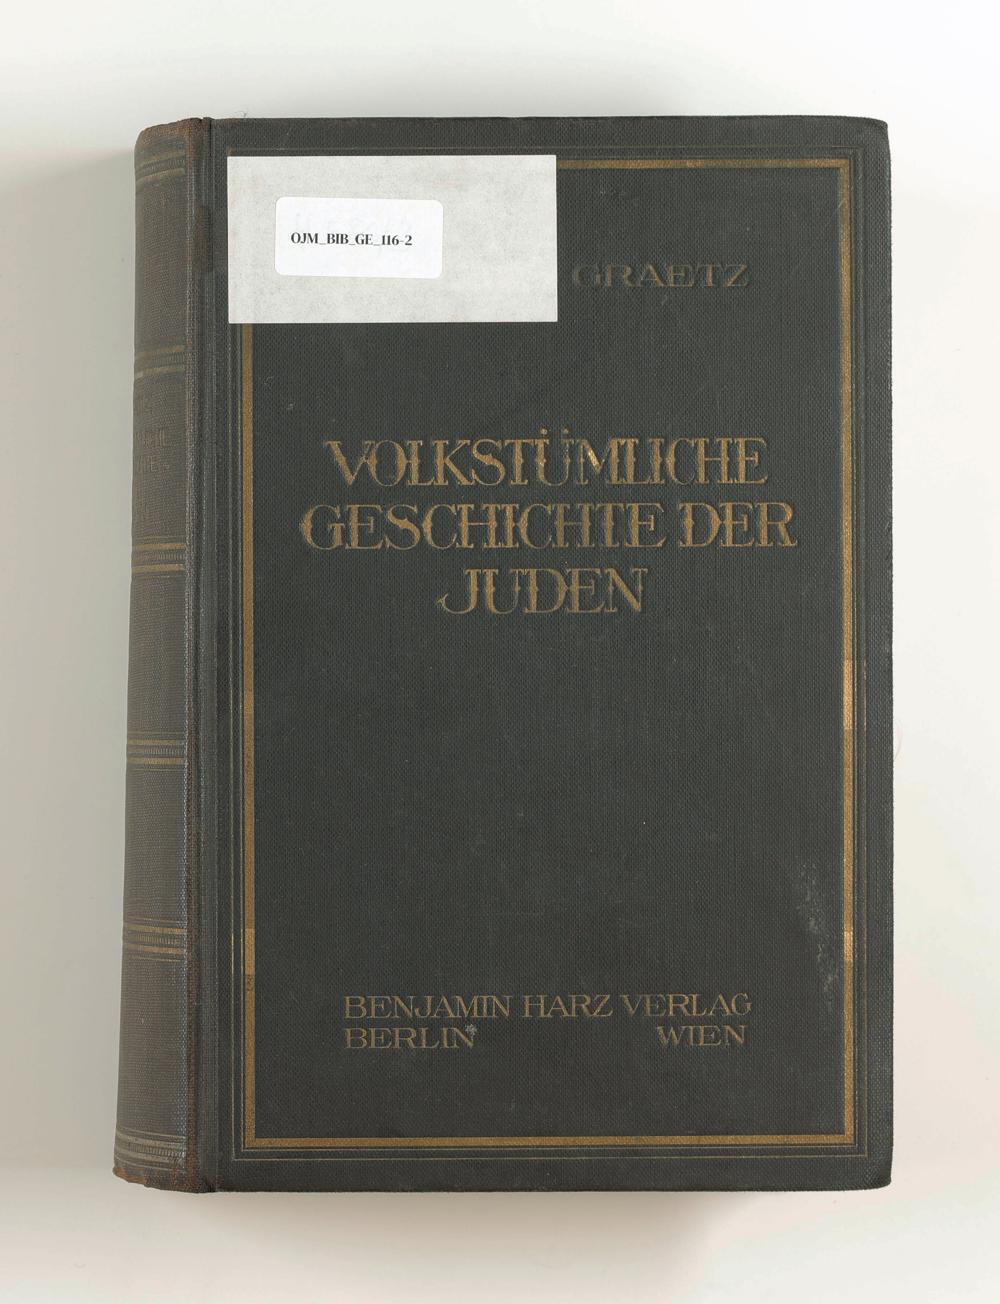 OJM_BIB_GE_116-2
GRAETZ
VOLKSTÜMLICHE
GESCHICHTE DER
JUDEN
BENJAMIN HARZ VERLAG
BERLIN WIEN